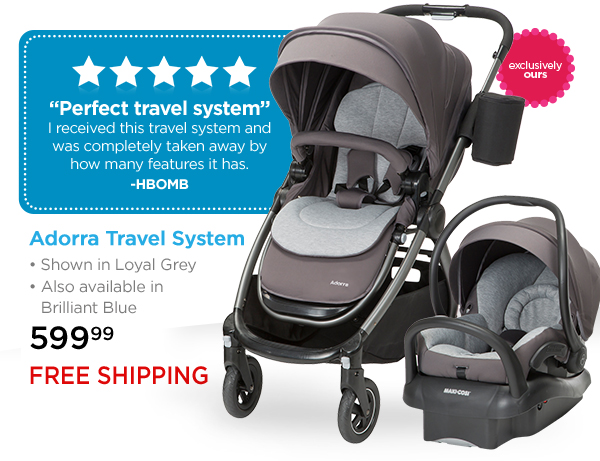 “Perfect travel system”
I received this travel system and
was completely taken away by
how many features it has.
-HBOMB
exclusively
ours
Adorra Travel System
• Shown in Loyal Grey
• Also available in
Brilliant Blue
599⁹⁹
FREE SHIPPING
Adorra
MAXI-COSI